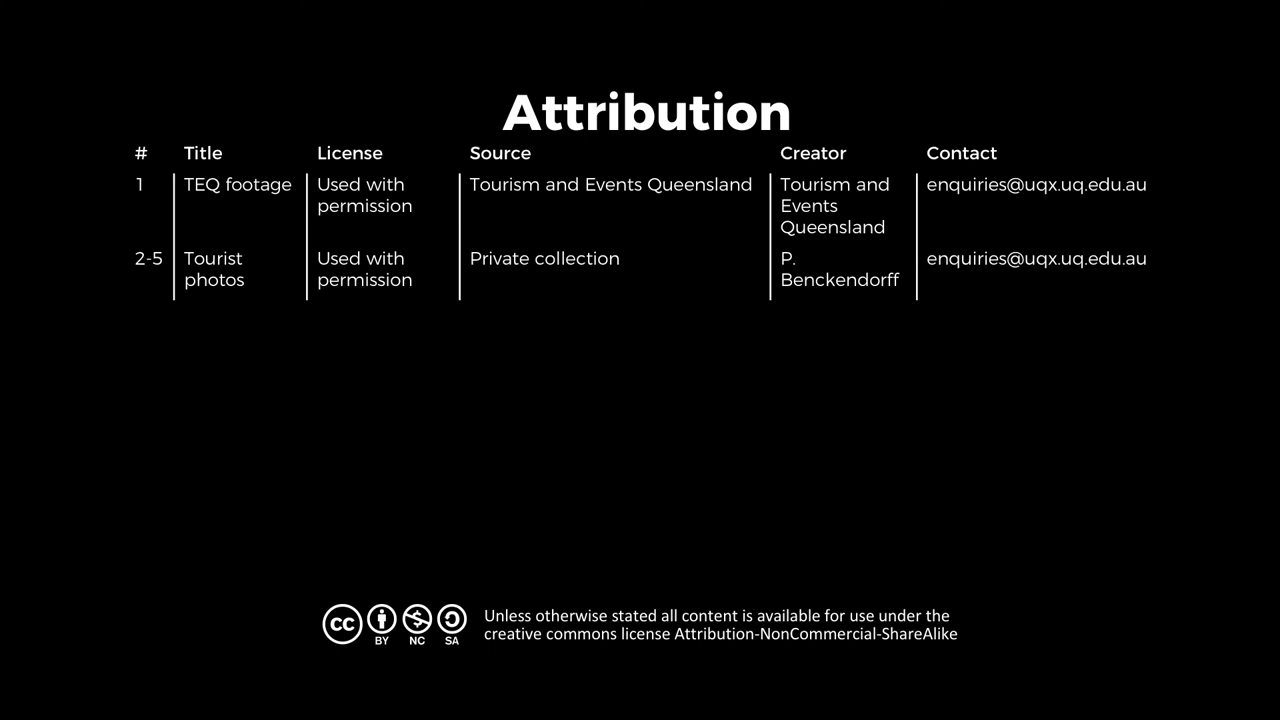 Attribution
# Title License Source Creator Contact
1 TEQ footage Used with permission Tourism and Events Queensland Tourism and Events Queensland enquiries@uqx.uq.edu.au
2-5 Tourist photos Used with permission Private collection P. Benckendorff enquiries@uqx.uq.edu.au
cc BY NC SA
Unless otherwise stated all content is available for use under the
creative commons license Attribution-NonCommercial-ShareAlike